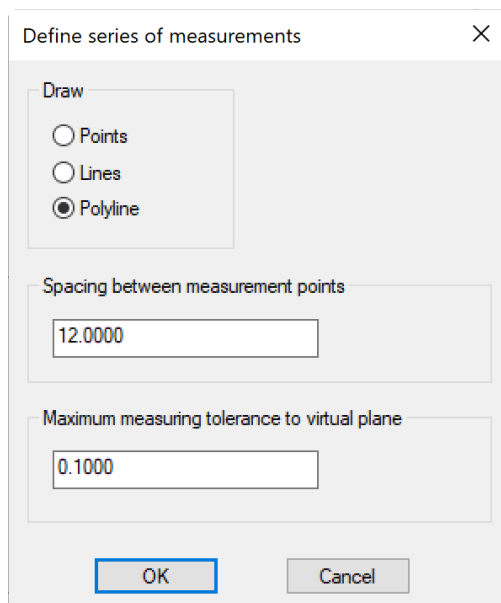 Define series of measurements
Draw
Points
Lines
Polyline
Spacing between measurement points
12.0000
Maximum measuring tolerance to virtual plane
0.1000
OK
Cancel